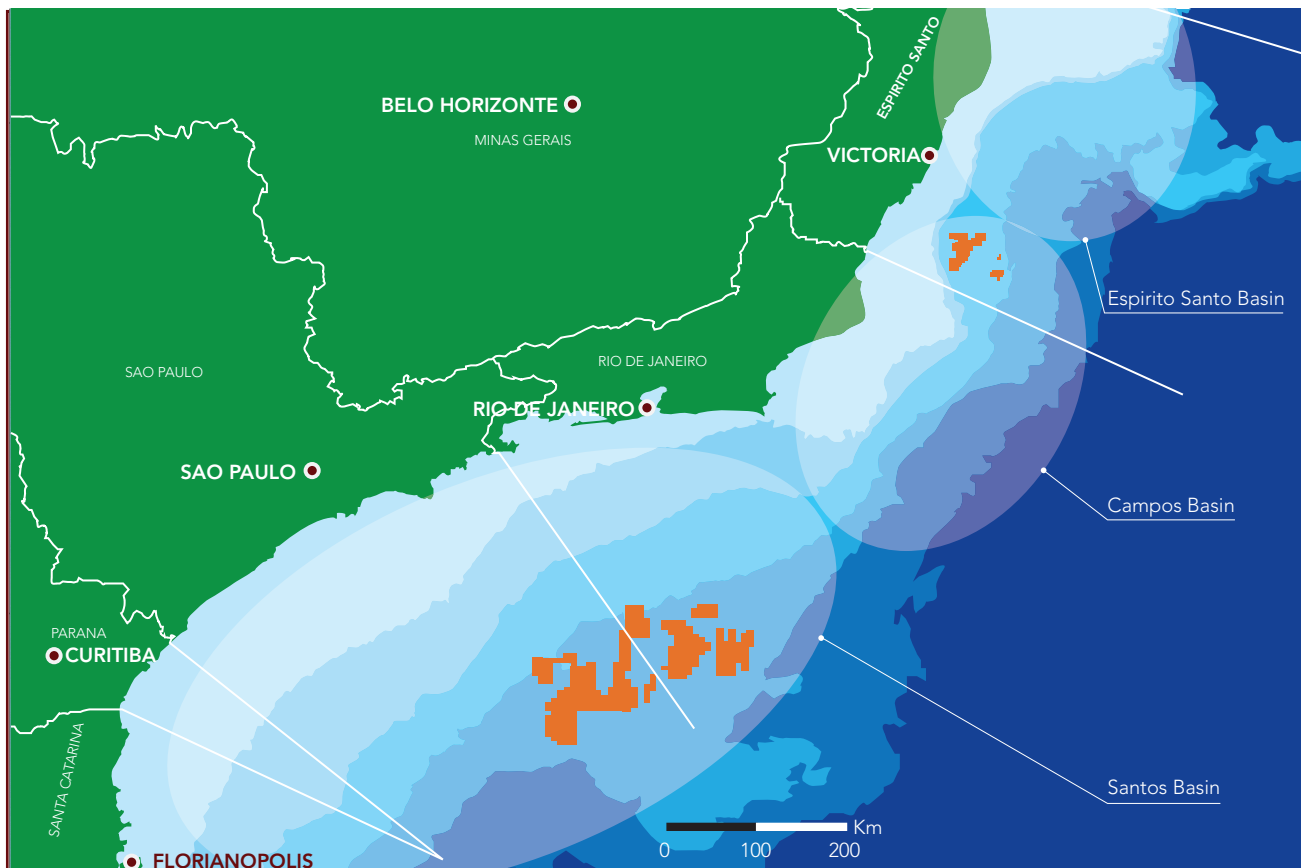 ESPIRITO SANTO
BELO HORIZONTE
MINAS GERAIS
VICTORIA
Espirito Santo Basin
RIO DE JANEIRO
SAO PAULO
RIO DE JANEIRO
SAO PAULO
Campos Basin
PARANA
CURITIBA
SANTA CATARINA
Santos Basin
Km
0 100 200
FLORIANOPOLIS